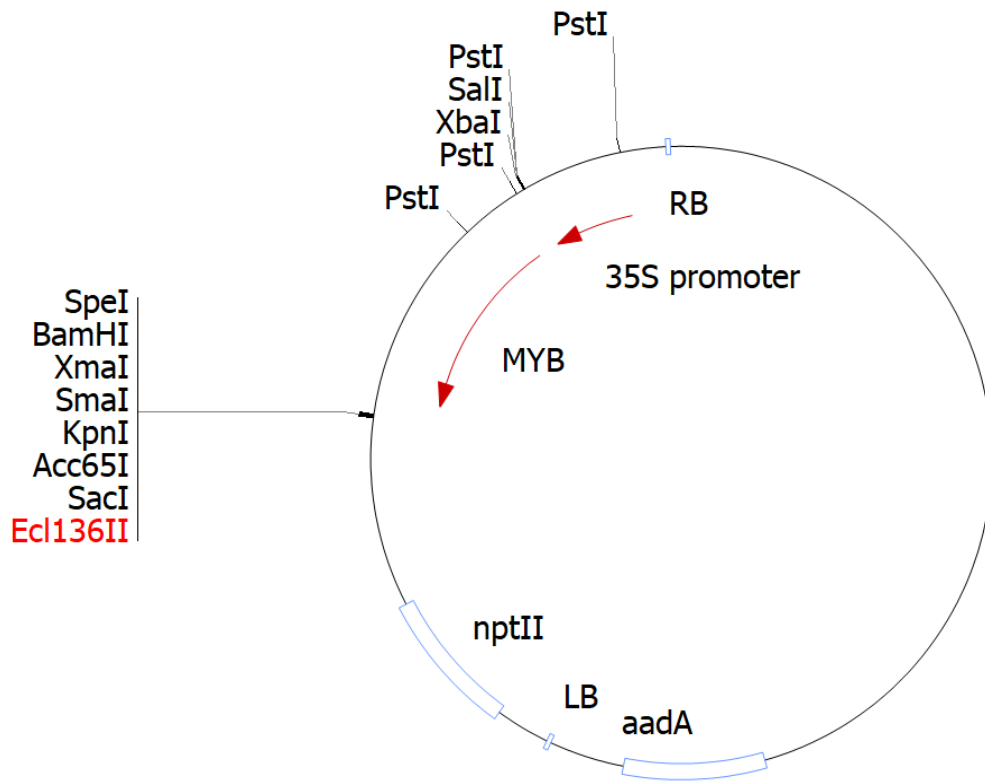 PstI
PstI
SalI
XbaI
PstI
PstI
RB
35S promoter
SpeI
BamHI
XmaI
SmaI
KpnI
Acc65I
SacI
Ecl136II
MYB
nptII
LB
aadA